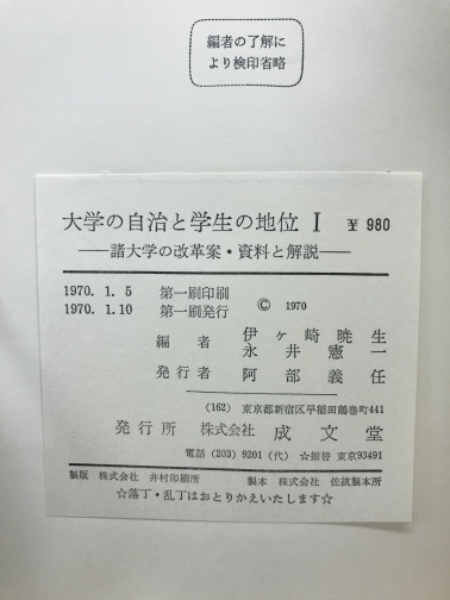 編者の了解に
より検印省略
大学の自治と学生の地位 I ¥ 980
——諸大学の改革案・資料と解説——
1970. 1. 5 第一刷印刷
1970. 1.10 第一刷発行
© 1970
編者 伊ヶ崎暁生
永井憲一
発行者 阿部義任
(162) 東京都新宿区早稲田鶴巻町441
発行所 株式会社 成文堂
電話 (203) 9201 (代) ☆振替 東京93491
製版 株式会社 井村印刷所 製本 株式会社 佐抜製本所
☆落丁・乱丁はおとりかえいたします☆